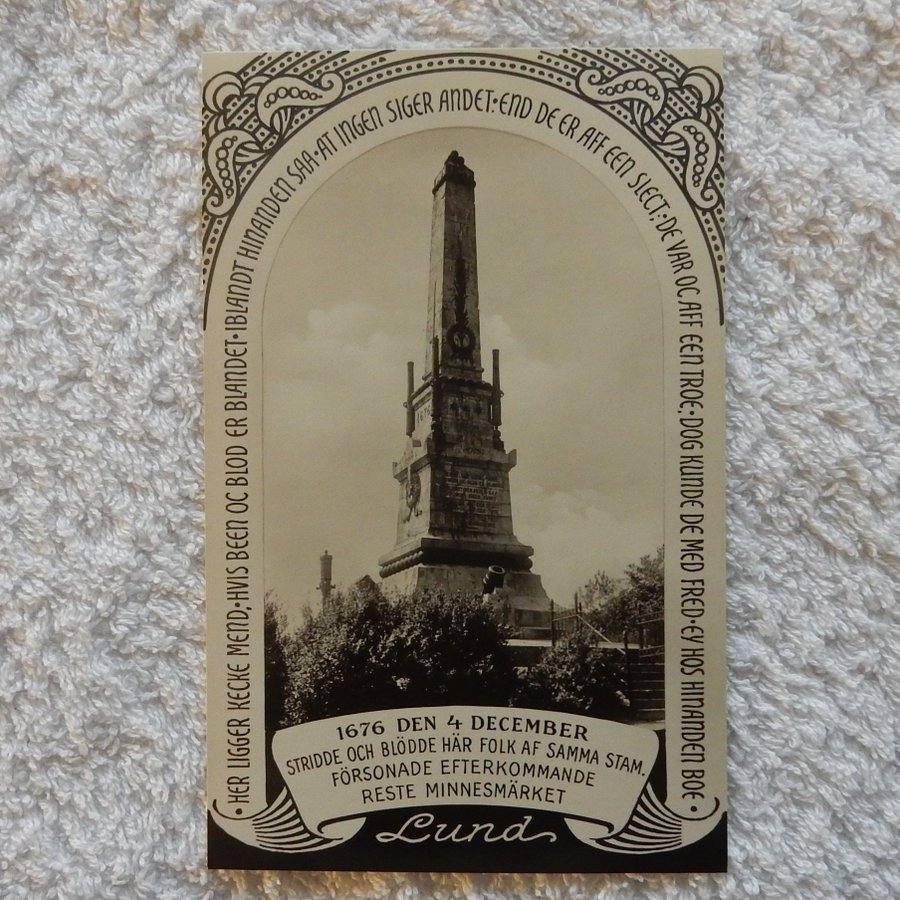 • HER LIGGER KECKE MEND; HVIS BEEN OC BLOD ER BLANDET • IBLANDT HINANDEN SAA • AT INGEN SIGER ANDET • END DE ER AFF EEN SLECT; DE VAR OC AFF EEN TROE; DOG KUNDE DE MED FRED • EY HOS HINANDEN BOE •
1676 DEN 4 DECEMBER
STRIDDE OCH BLÖDDE HÄR FOLK AF SAMMA STAM.
FÖRSONADE EFTERKOMMANDE
RESTE MINNESMÄRKET
Lund